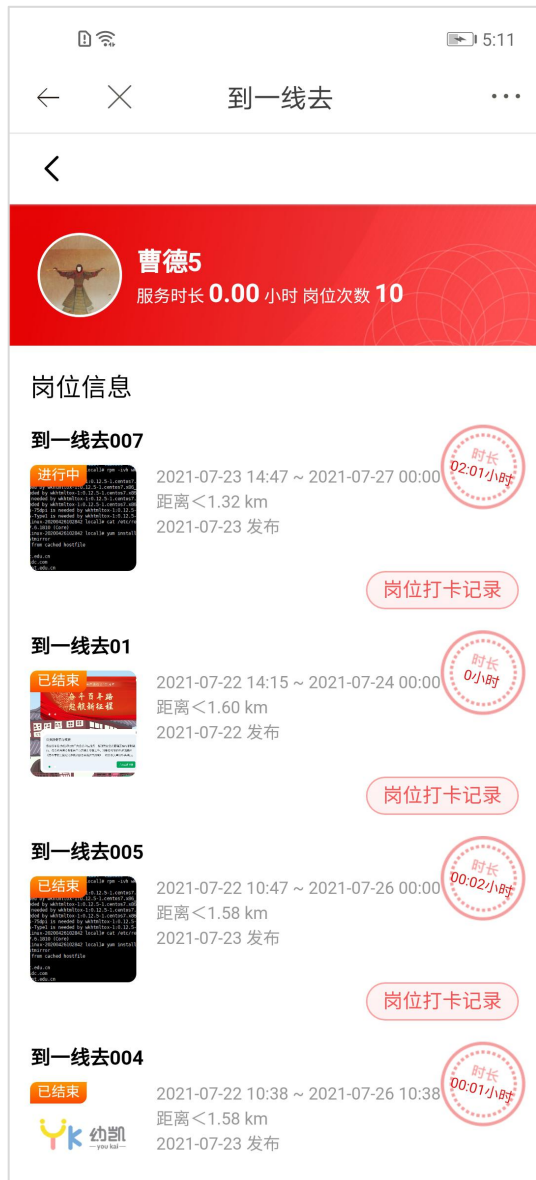 5:11
到一线去
曹德5
服务时长 0.00 小时 岗位次数 10
岗位信息
到一线去007
进行中
2021-07-23 14:47 ~ 2021-07-27 00:00
距离＜1.32 km
2021-07-23 发布
时长
02:01小时
岗位打卡记录
到一线去01
已结束
2021-07-22 14:15 ~ 2021-07-24 00:00
距离＜1.60 km
2021-07-22 发布
时长
0小时
岗位打卡记录
到一线去005
已结束
2021-07-22 10:47 ~ 2021-07-26 00:00
距离＜1.58 km
2021-07-23 发布
时长
00:02小时
岗位打卡记录
到一线去004
已结束
2021-07-22 10:38 ~ 2021-07-26 10:38
距离＜1.58 km
2021-07-23 发布
时长
00:01小时
YK 幼凯
you kai